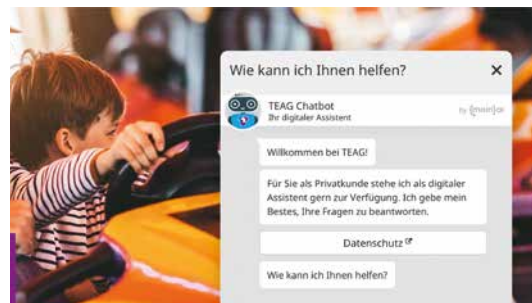 Wie kann ich Ihnen helfen?
TEAG Chatbot
Ihr digitaler Assistent
by
Willkommen bei TEAG!
Für Sie als Privatkunde stehe ich als digitaler
Assistent gern zur Verfügung. Ich gebe mein
Bestes, Ihre Fragen zu beantworten.
Datenschutz
Wie kann ich Ihnen helfen?